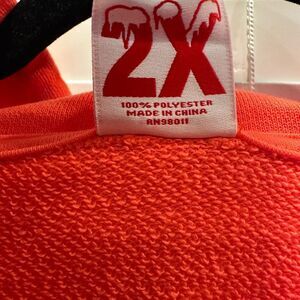 2X
100% POLYESTER
MADE IN CHINA
RN98011